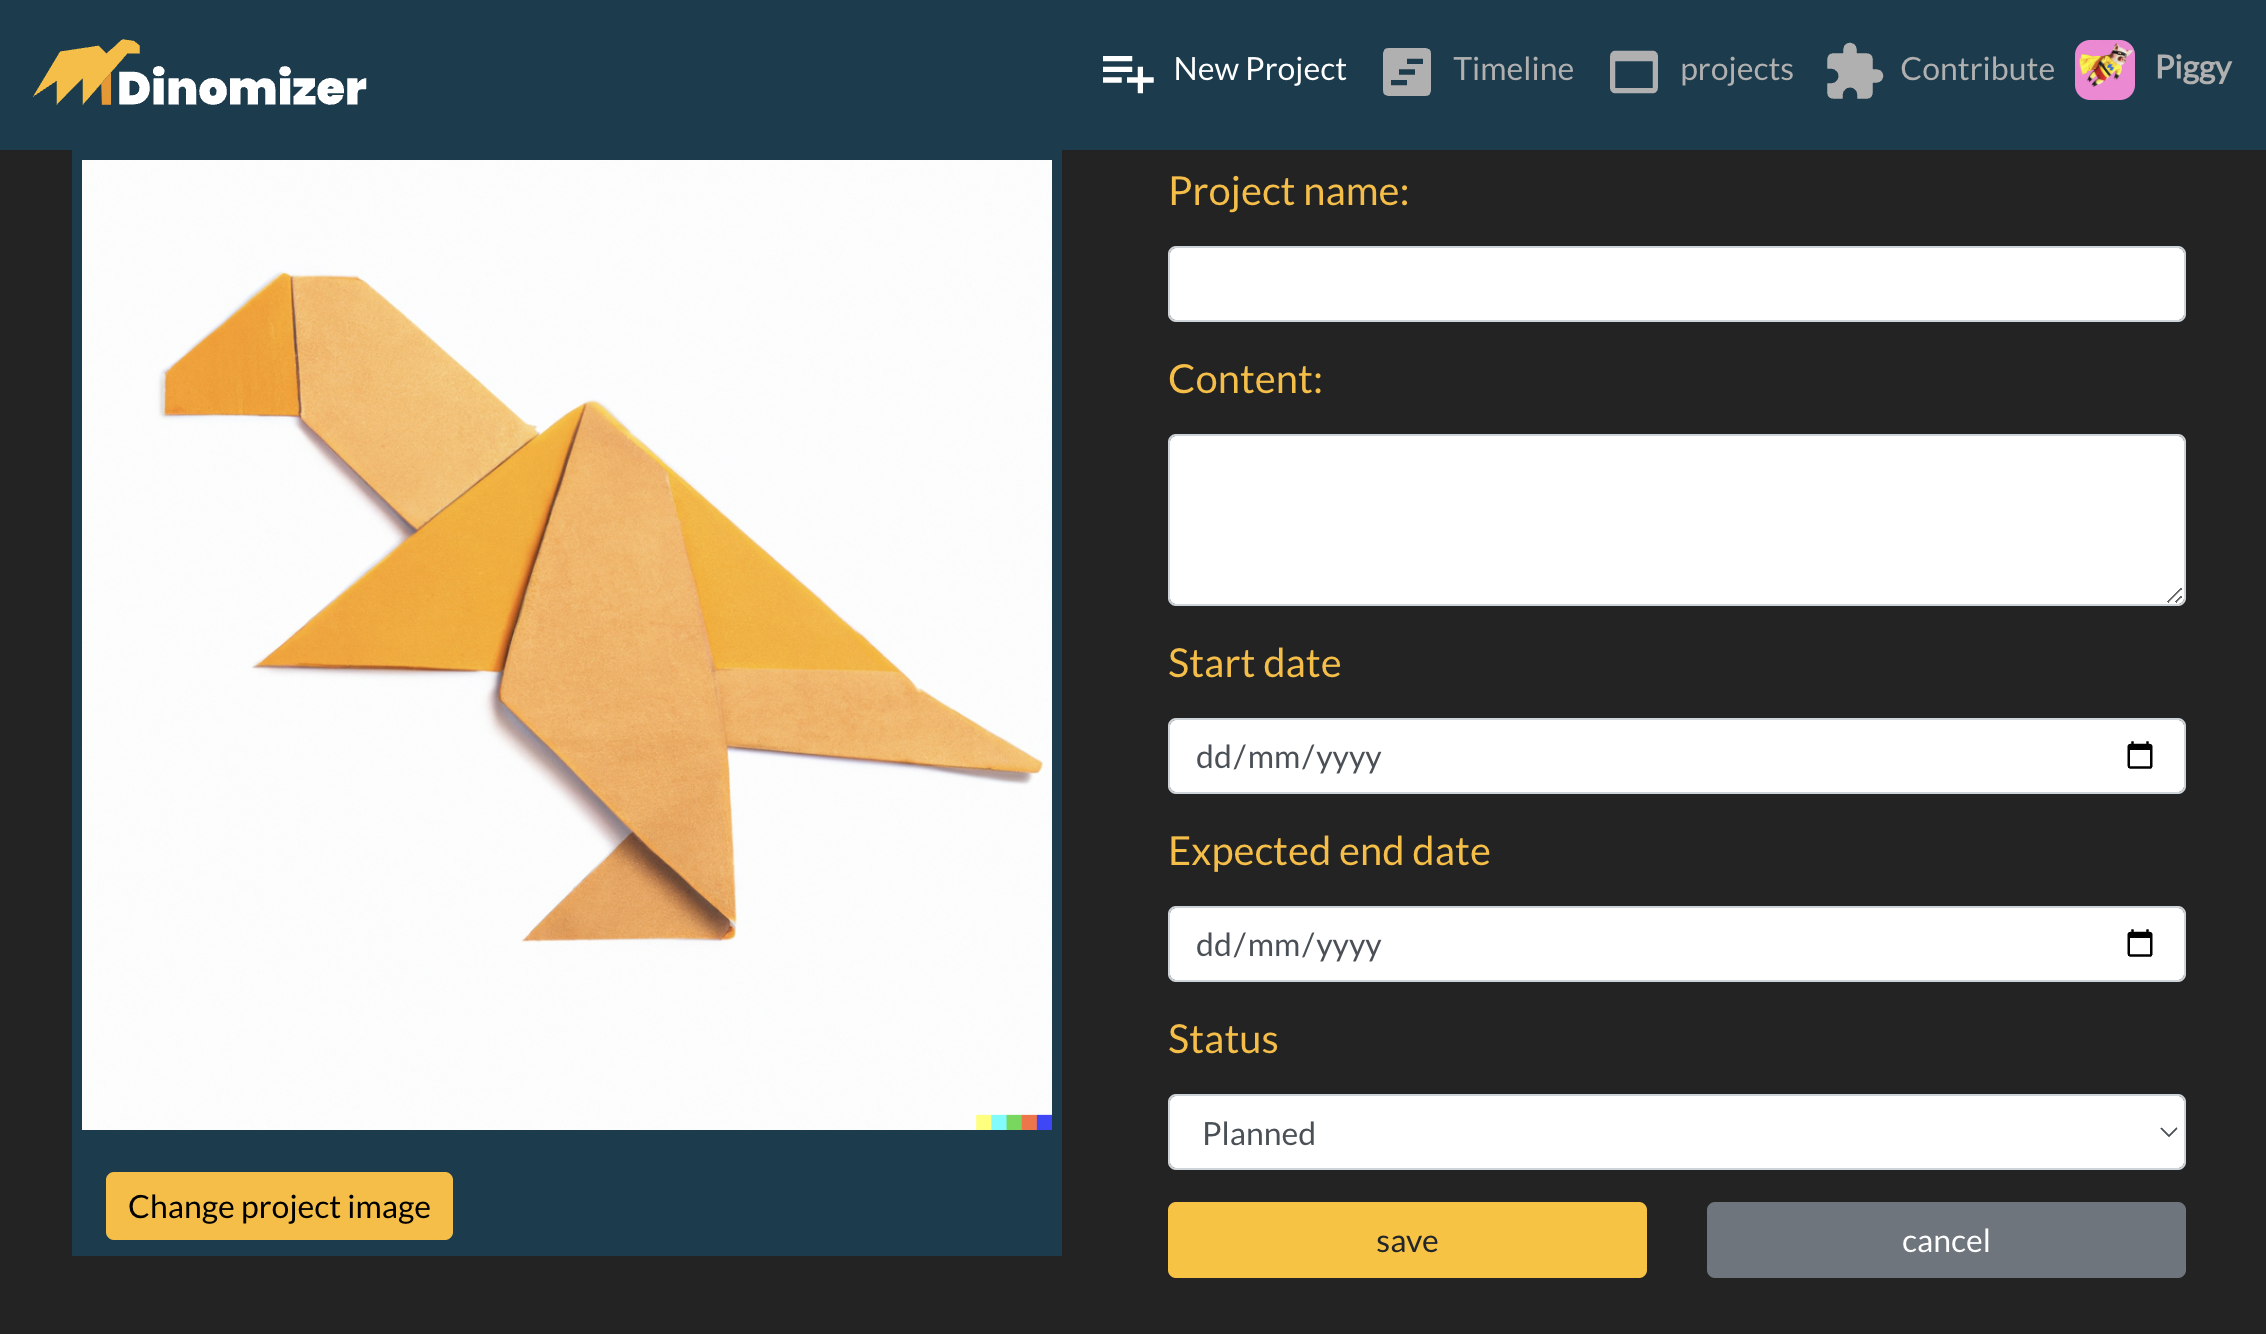 Dinomizer
New Project
Timeline
projects
Contribute
Piggy
Project name:
Content:
Start date
dd/mm/yyyy
Expected end date
dd/mm/yyyy
Status
Planned
Change project image
save
cancel